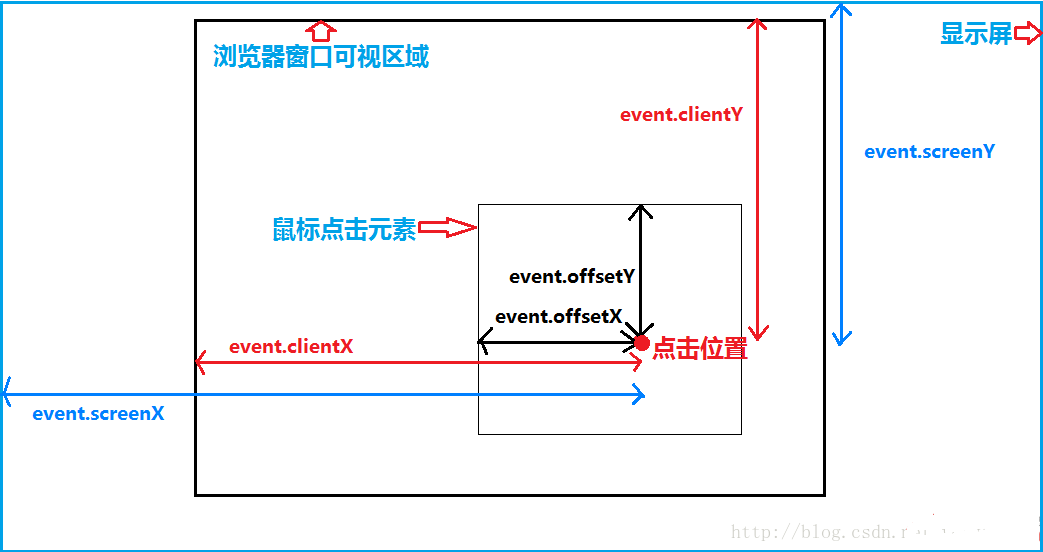 显示屏
浏览器窗口可视区域
event.clientY
event.screenY
鼠标点击元素
event.offsetY
event.offsetX
event.clientX
点击位置
event.screenX
http://blog.csdn.